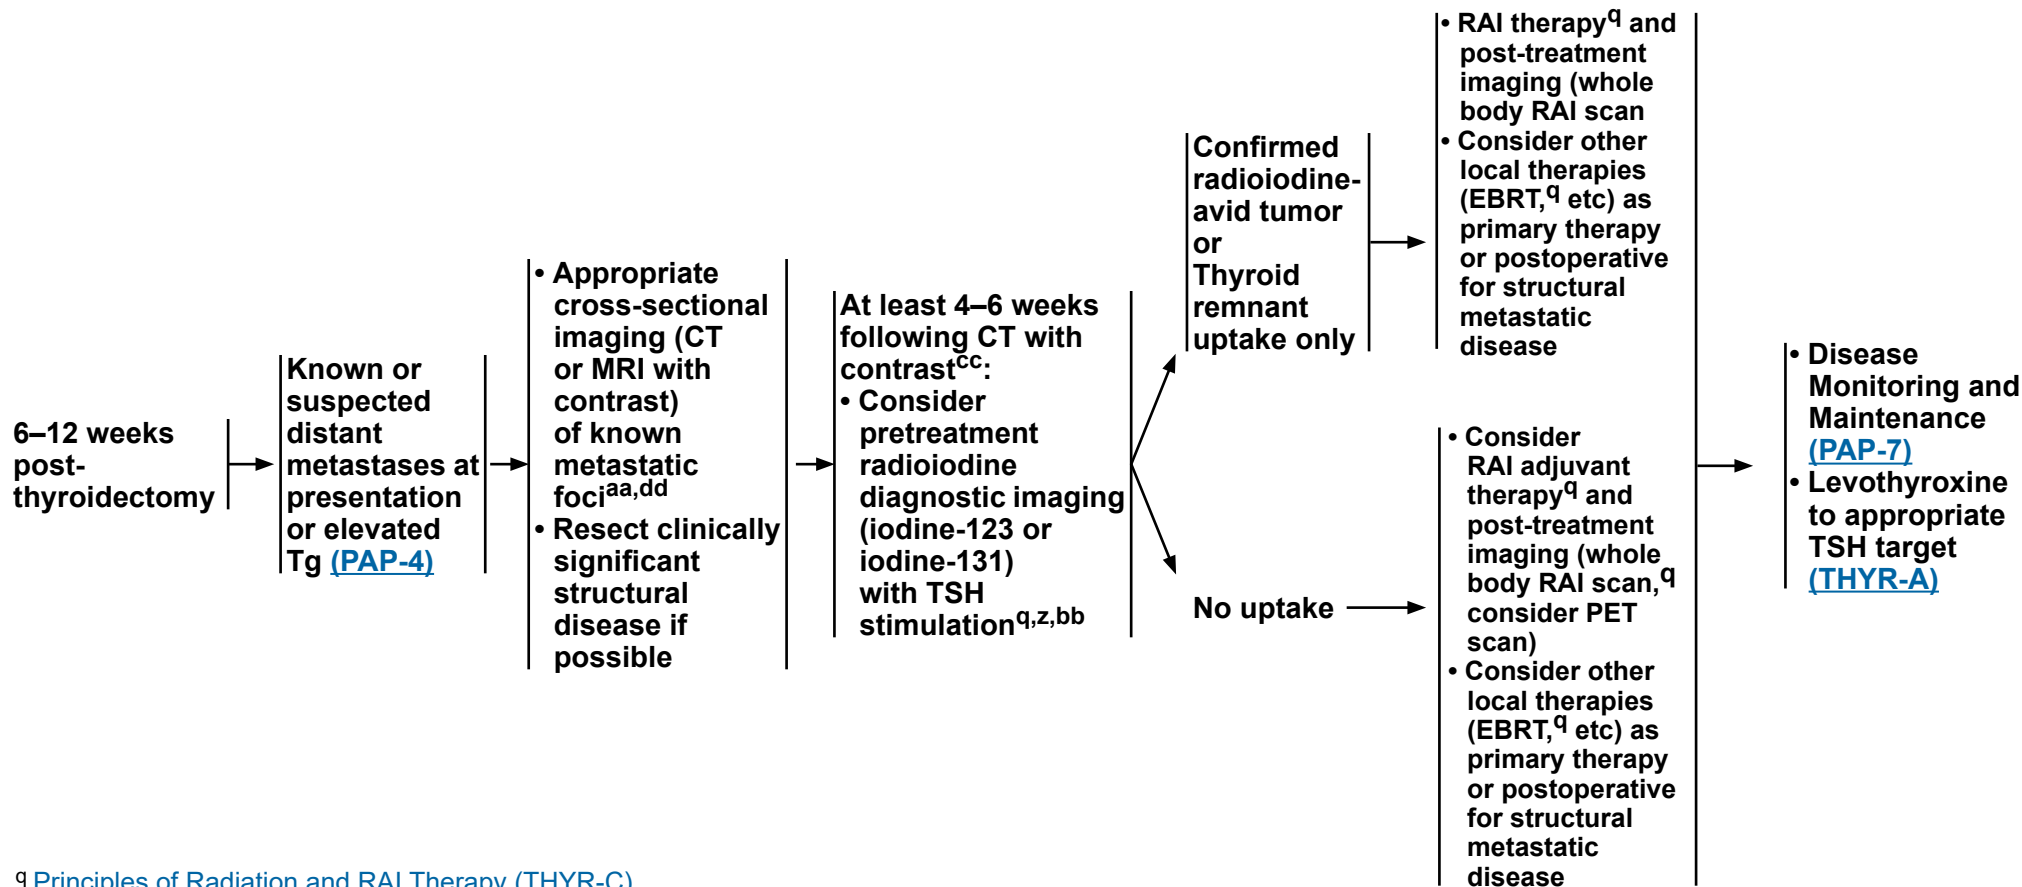 6–12 weeks
post-
thyroidectomy
Known or
suspected
distant
metastases at
presentation
or elevated
Tg (PAP-4)
• Appropriate
cross-sectional
imaging (CT
or MRI with
contrast)
of known
metastatic
foci^aa,dd
• Resect clinically
significant
structural
disease if
possible
At least 4–6 weeks
following CT with
contrast^cc:
• Consider
pretreatment
radioiodine
diagnostic imaging
(iodine-123 or
iodine-131)
with TSH
stimulation^q,z,bb
Confirmed
radioiodine-
avid tumor
or
Thyroid
remnant
uptake only
• RAI therapy^q and
post-treatment
imaging (whole
body RAI scan
• Consider other
local therapies
(EBRT,^q etc) as
primary therapy
or postoperative
for structural
metastatic
disease
No uptake
• Consider
RAI adjuvant
therapy^q and
post-treatment
imaging (whole
body RAI scan,^q
consider PET
scan)
• Consider other
local therapies
(EBRT,^q etc) as
primary therapy
or postoperative
for structural
metastatic
disease
• Disease
Monitoring and
Maintenance
(PAP-7)
• Levothyroxine
to appropriate
TSH target
(THYR-A)
q Principles of Radiation and RAI Therapy (THYR-C)